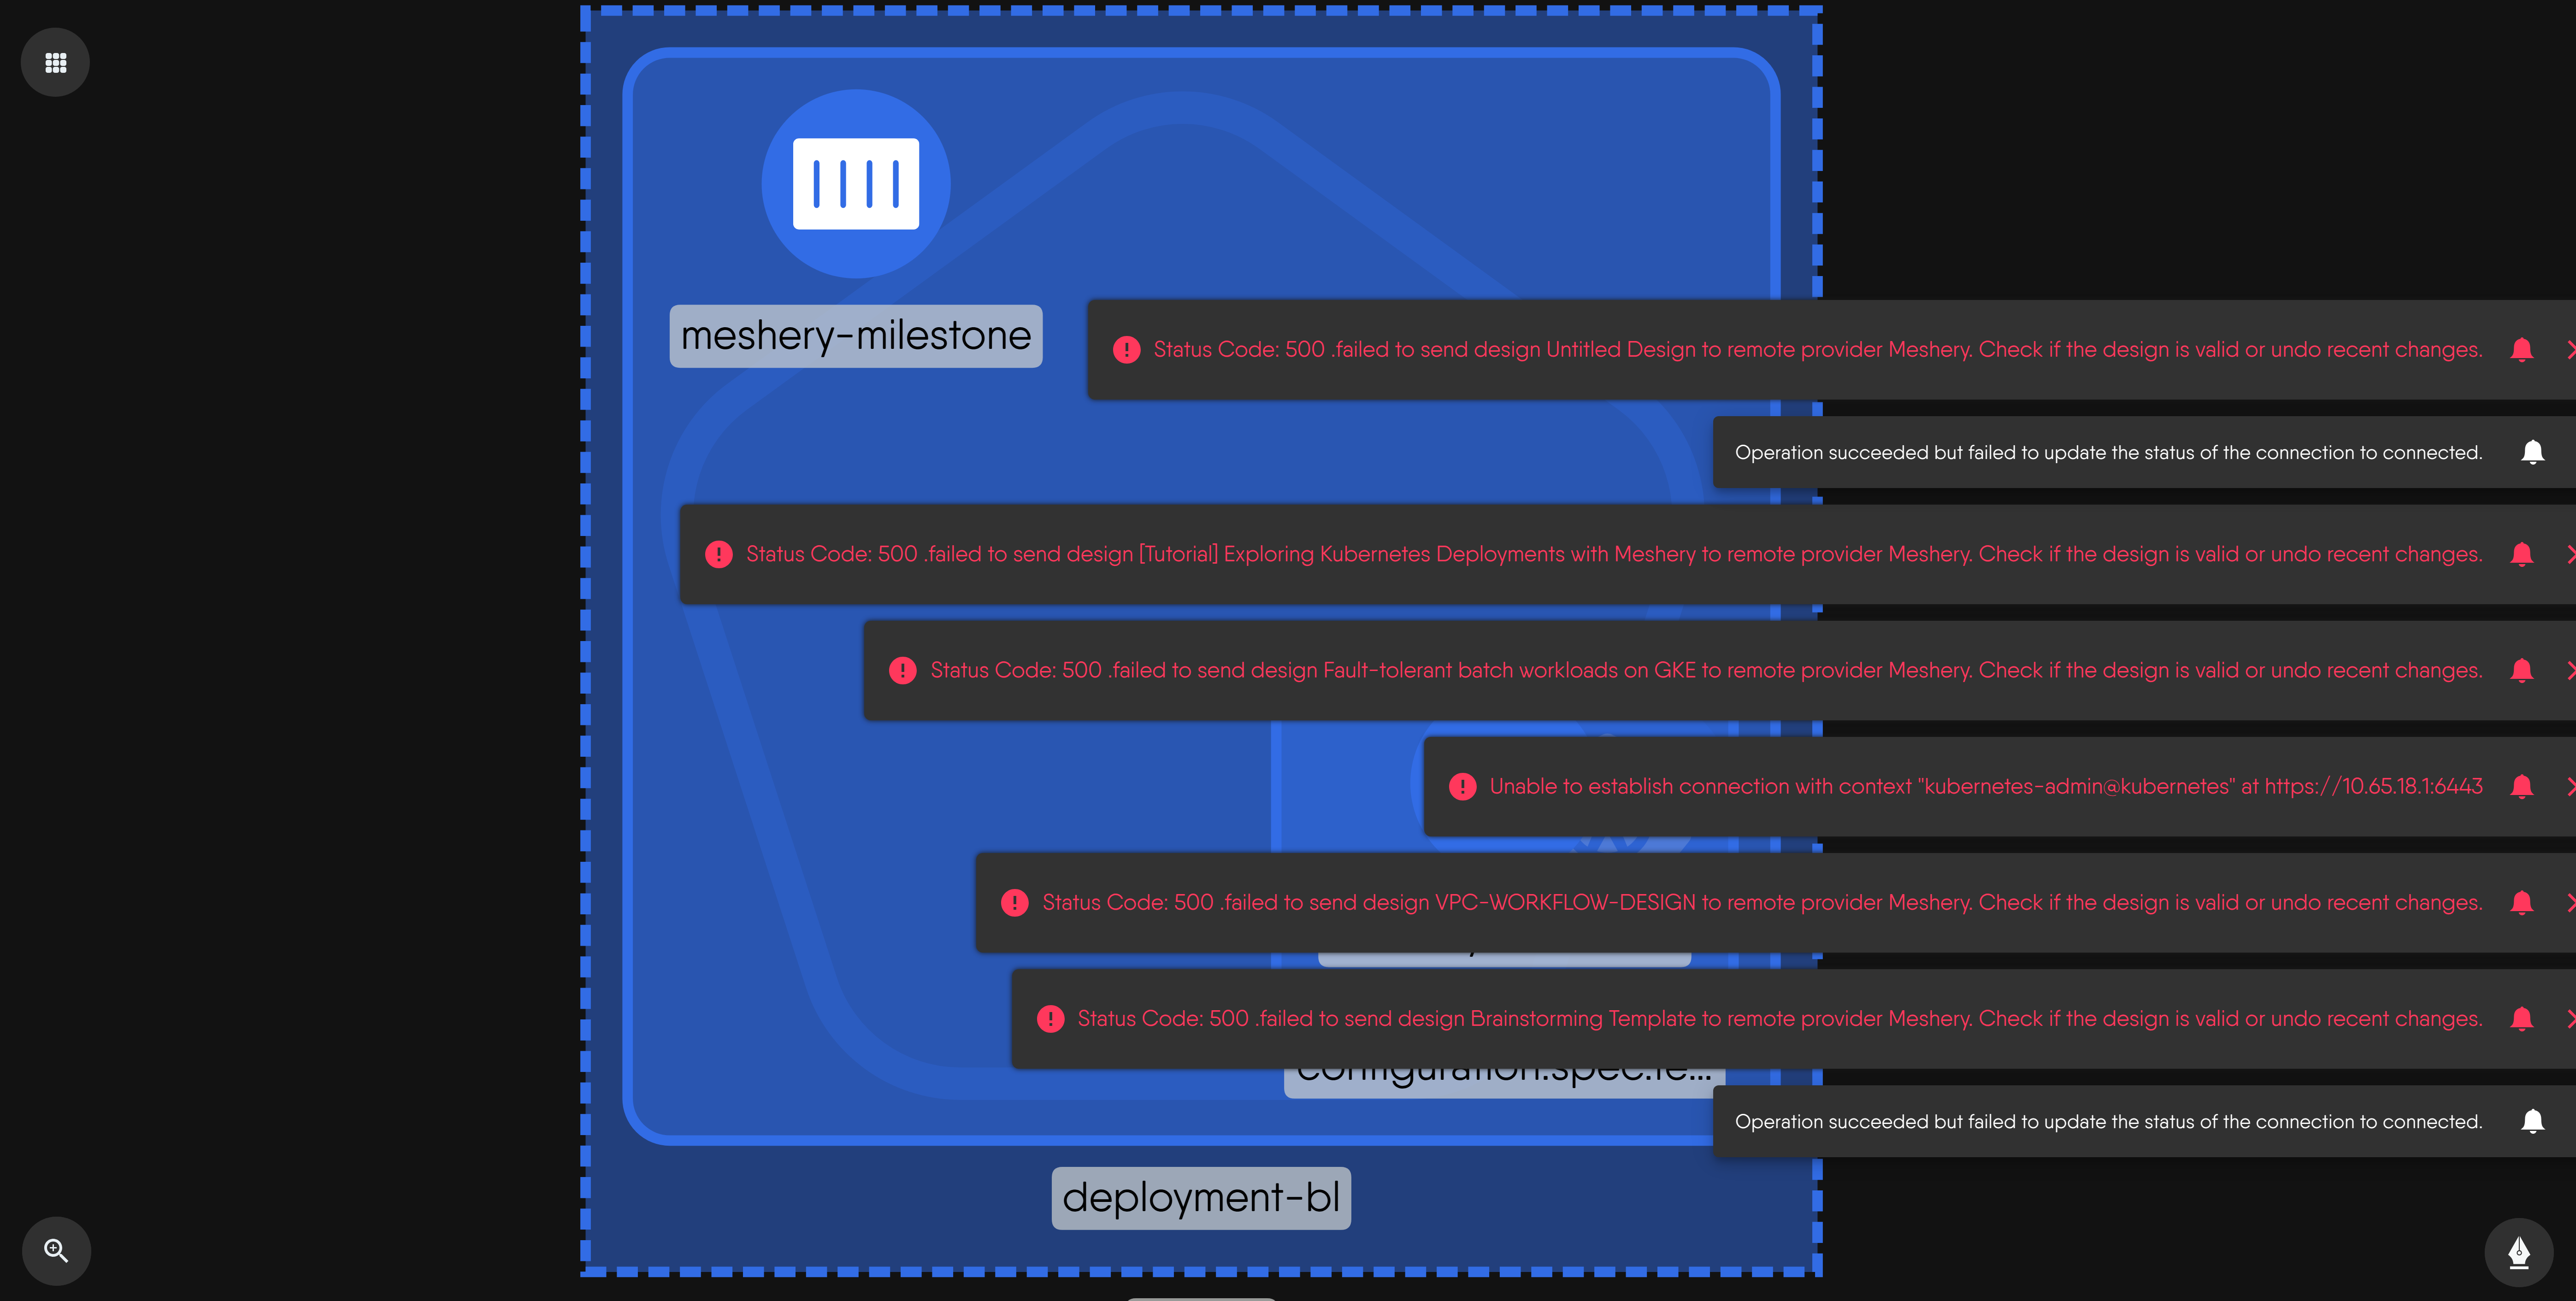 meshery-milestone
Status Code: 500 .failed to send design Untitled Design to remote provider Meshery. Check if the design is valid or undo recent changes.
Operation succeeded but failed to update the status of the connection to connected.
Status Code: 500 .failed to send design [Tutorial] Exploring Kubernetes Deployments with Meshery to remote provider Meshery. Check if the design is valid or undo recent changes.
Status Code: 500 .failed to send design Fault-tolerant batch workloads on GKE to remote provider Meshery. Check if the design is valid or undo recent changes.
Unable to establish connection with context "kubernetes-admin@kubernetes" at https://10.65.18.1:6443
Status Code: 500 .failed to send design VPC-WORKFLOW-DESIGN to remote provider Meshery. Check if the design is valid or undo recent changes.
Status Code: 500 .failed to send design Brainstorming Template to remote provider Meshery. Check if the design is valid or undo recent changes.
configuration.spec.te...
Operation succeeded but failed to update the status of the connection to connected.
deployment-bl